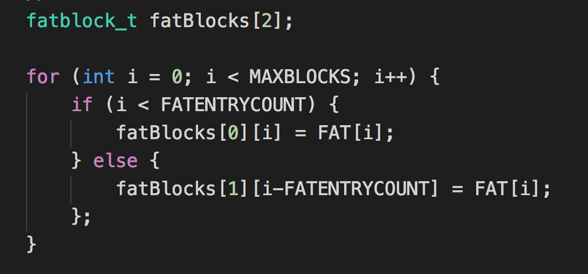 fatblock_t fatBlocks[2];
for (int i = 0; i < MAXBLOCKS; i++) {
    if (i < FATENTRYCOUNT) {
        fatBlocks[0][i] = FAT[i];
    } else {
        fatBlocks[1][i-FATENTRYCOUNT] = FAT[i];
    };
}